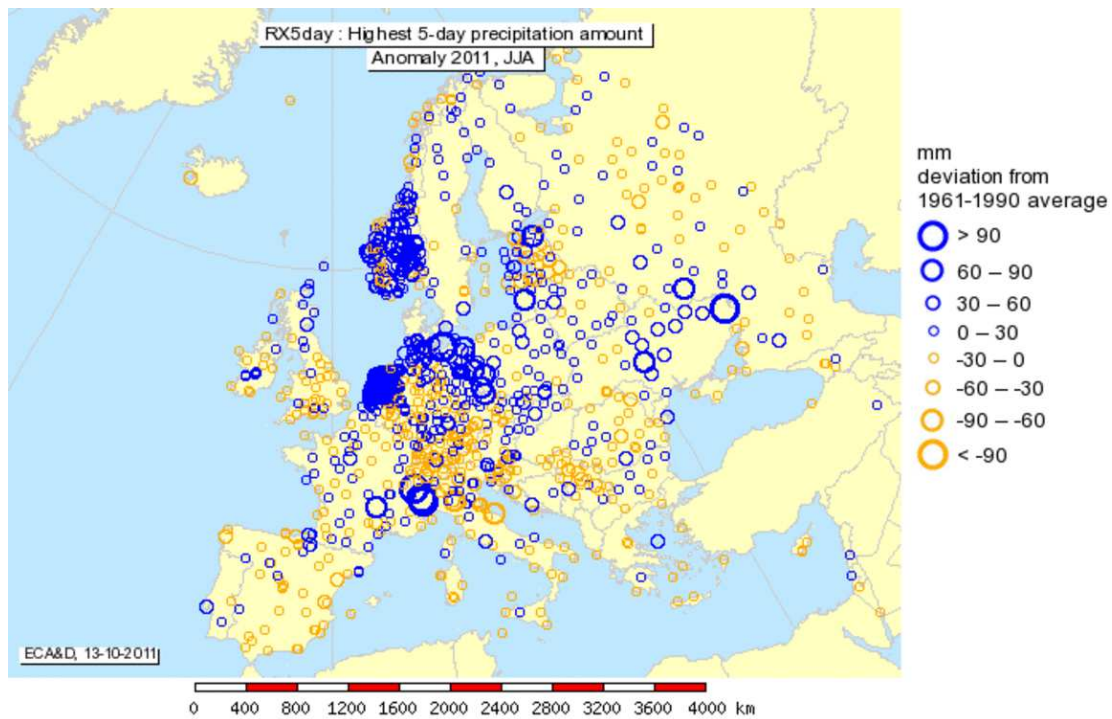 RX5day : Highest 5-day precipitation amount
Anomaly 2011, JJA
mm
deviation from
1961-1990 average
> 90
60 – 90
30 – 60
0 – 30
-30 – 0
-60 – -30
-90 – -60
< -90
ECA&D, 13-10-2011
0 400 800 1200 1600 2000 2400 2800 3200 3600 4000 km